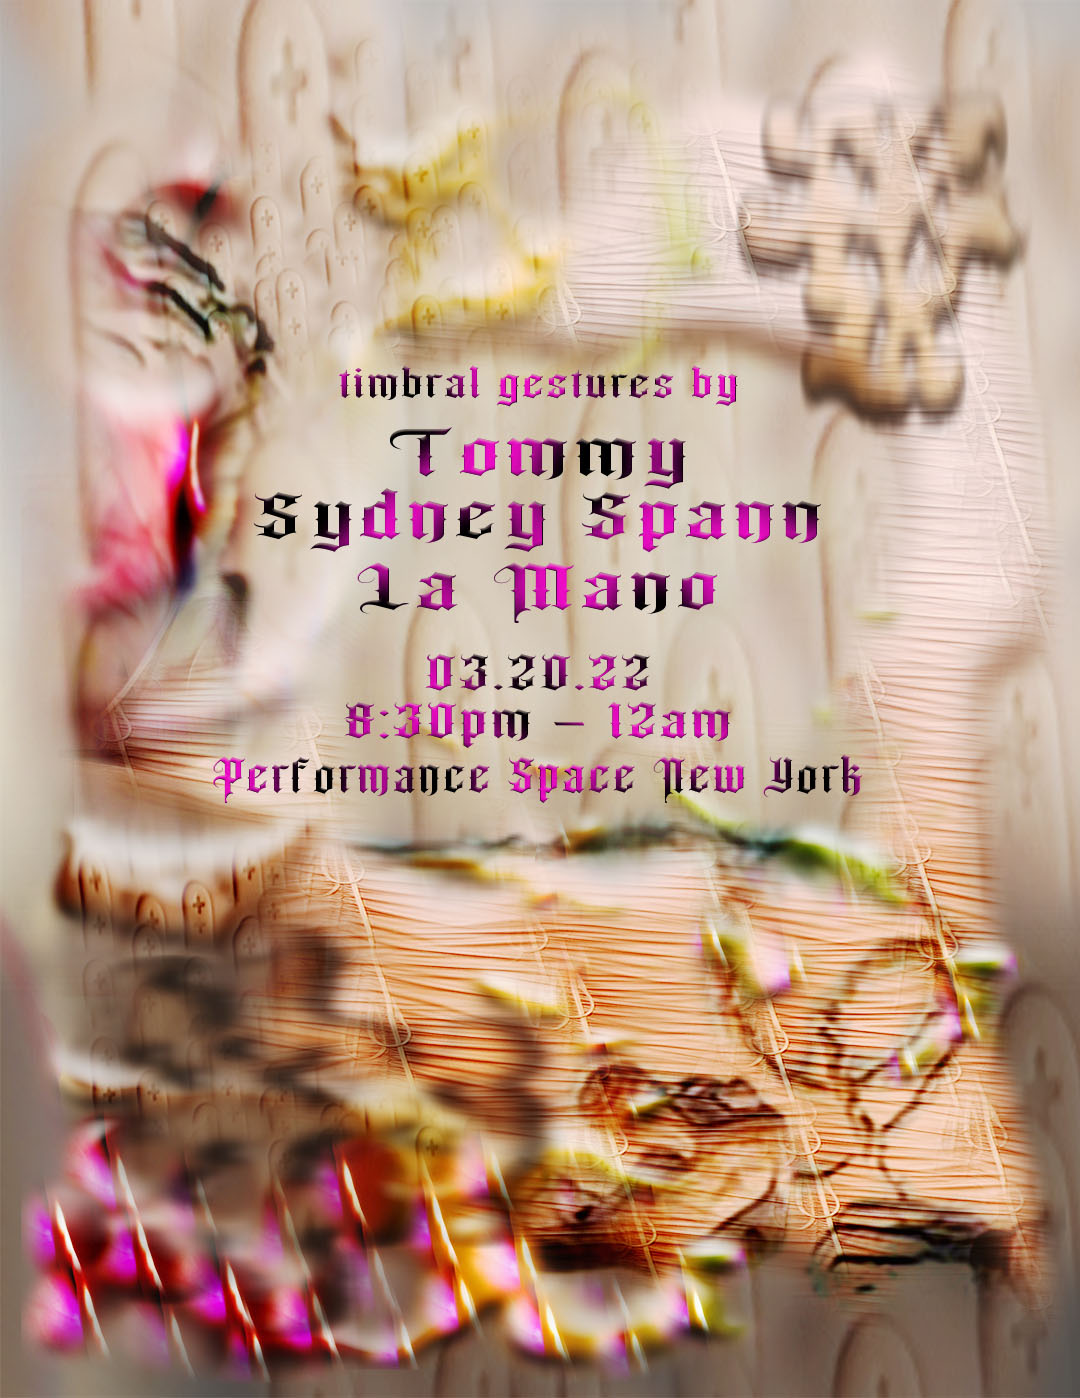 timbral gestures by
Tommy
Sydney Spann
La Mano
03.20.22
8:30pm – 12am
Performance Space New York